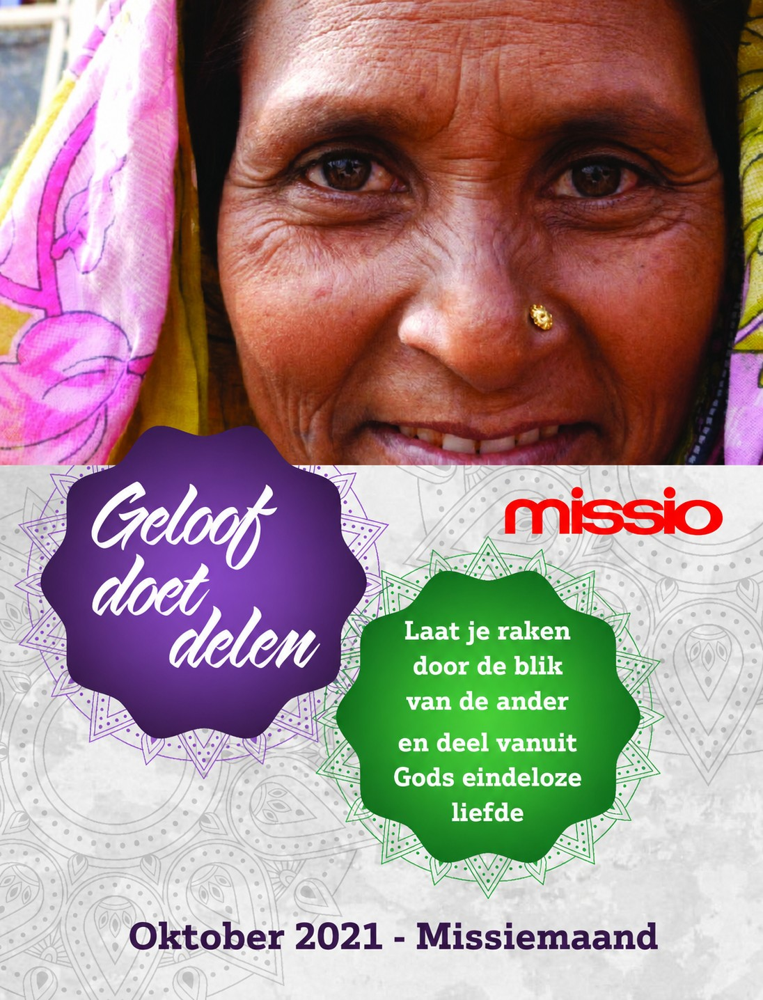 Geloof
doet
delen
missio
Laat je raken
door de blik
van de ander
en deel vanuit
Gods eindeloze
liefde
Oktober 2021 - Missiemaand